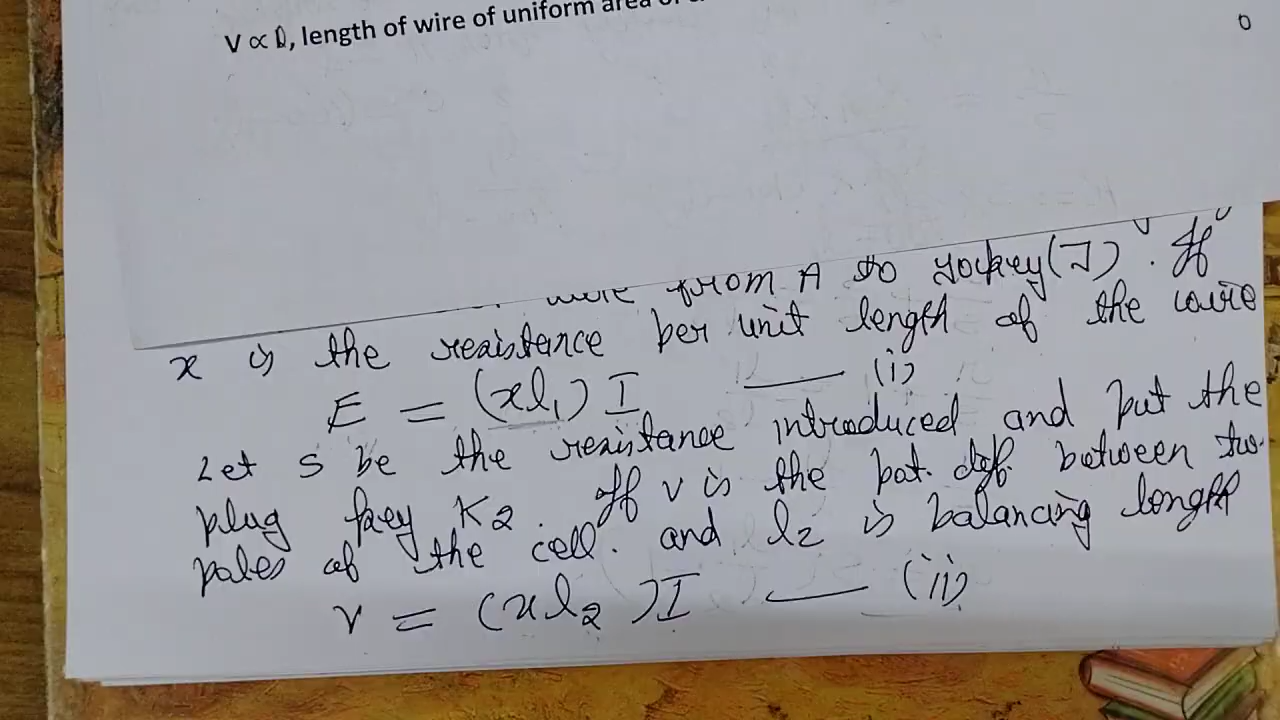 V ∝ l, length of wire of uniform area
0
wire from A to Jockey(J). If
x is the resistance per unit length of the wire
E = (xl₁) I —— (i)
Let S be the resistance introduced and put the
plug key K2. If V is the pot. diff. between two
poles of the cell. and l2 is balancing length
V = (xl2)I —— (ii)